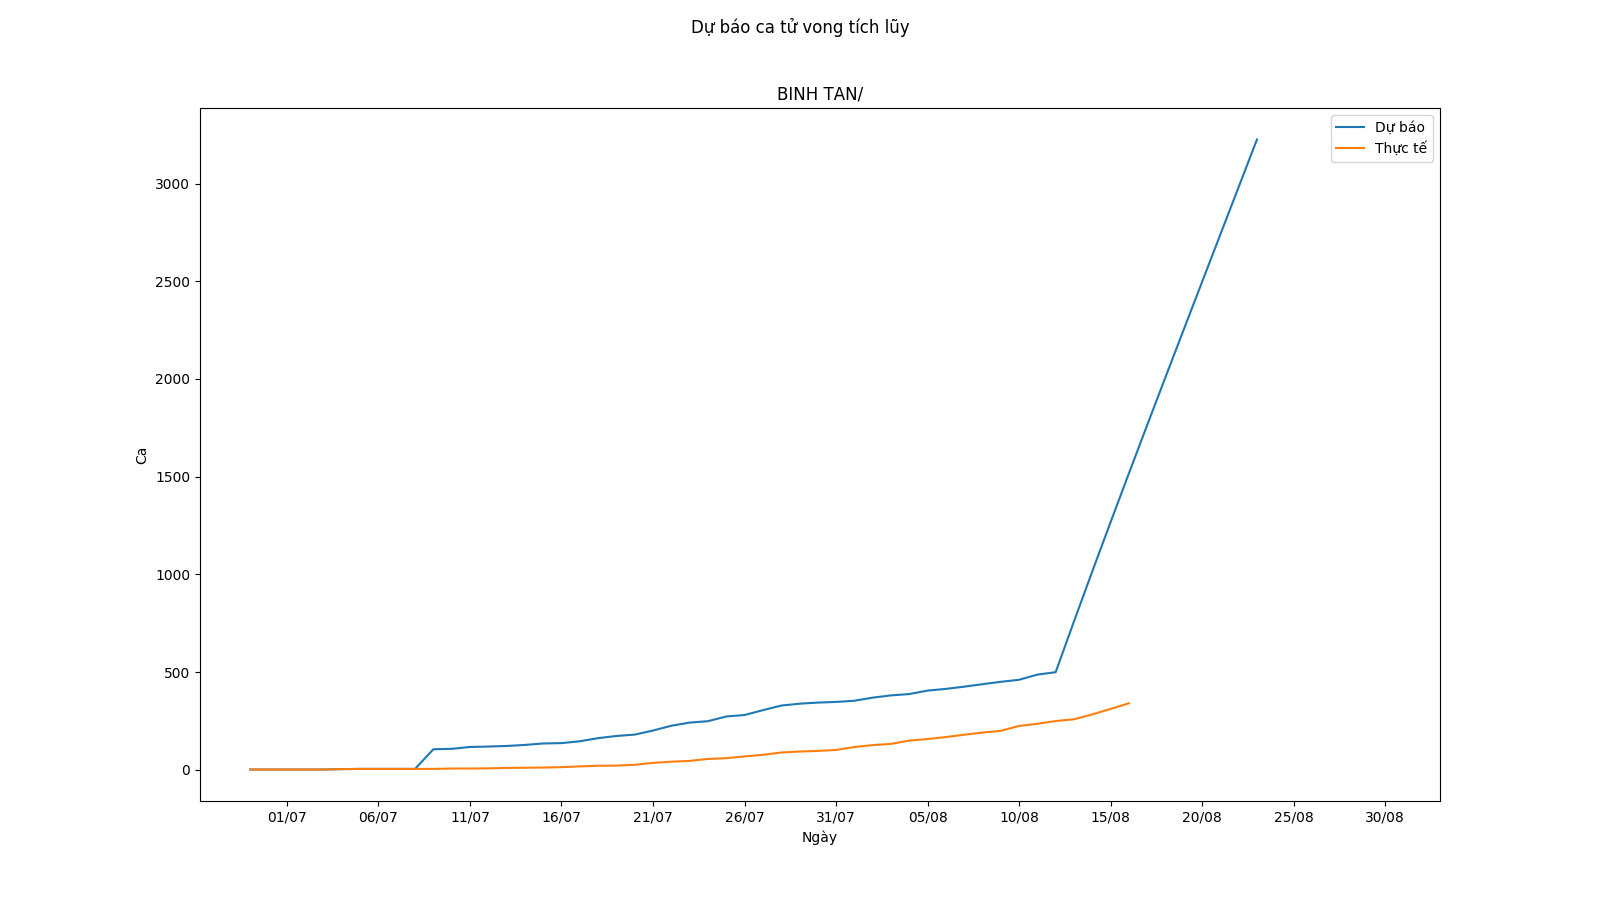 Dự báo ca tử vong tích lũy
BINH TAN/
Dự báo
Thực tế
3000
2500
2000
1500
1000
500
0
Ca
01/07 06/07 11/07 16/07 21/07 26/07 31/07 05/08 10/08 15/08 20/08 25/08 30/08
Ngày